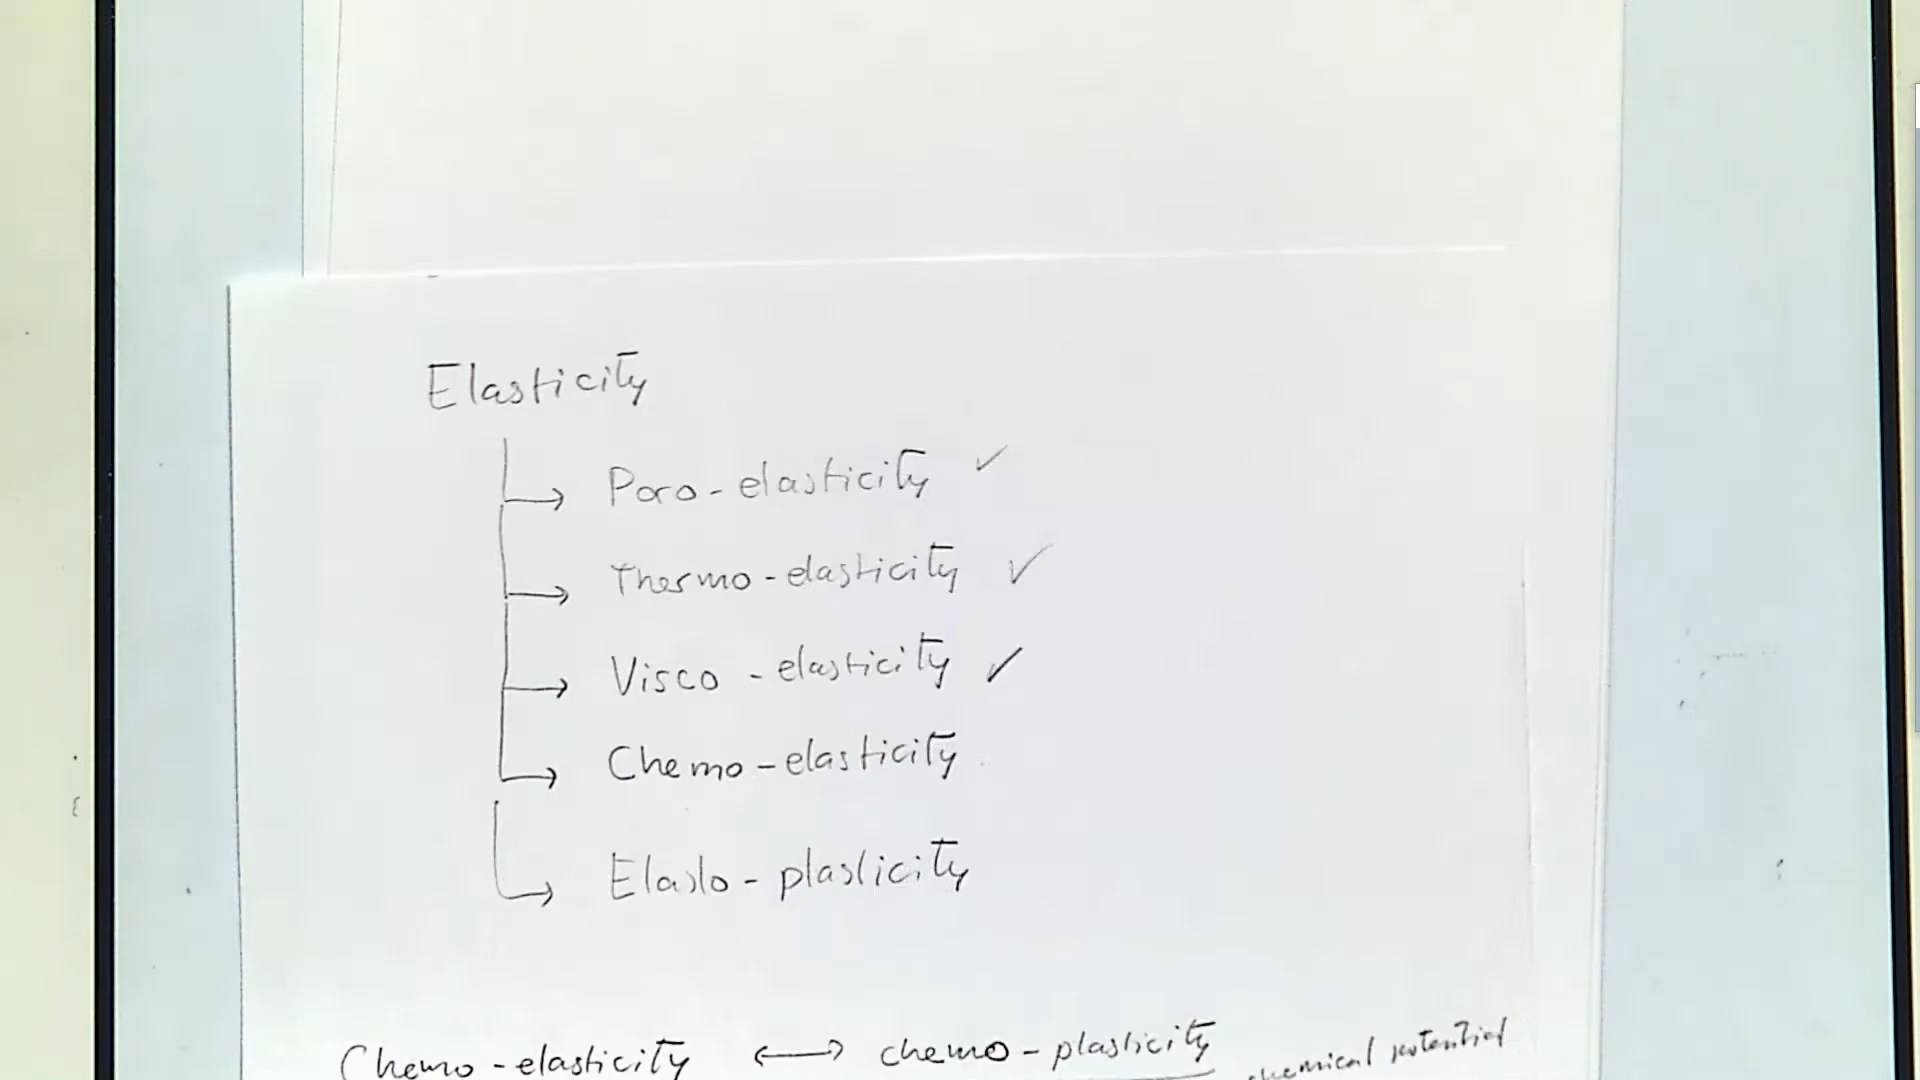 Elasticity
→ Poro-elasticity ✓
→ Thermo-elasticity ✓
→ Visco-elasticity ✓
→ Chemo-elasticity
→ Elasto-plasticity
Chemo-elasticity ↔ chemo-plasticity
chemical potential